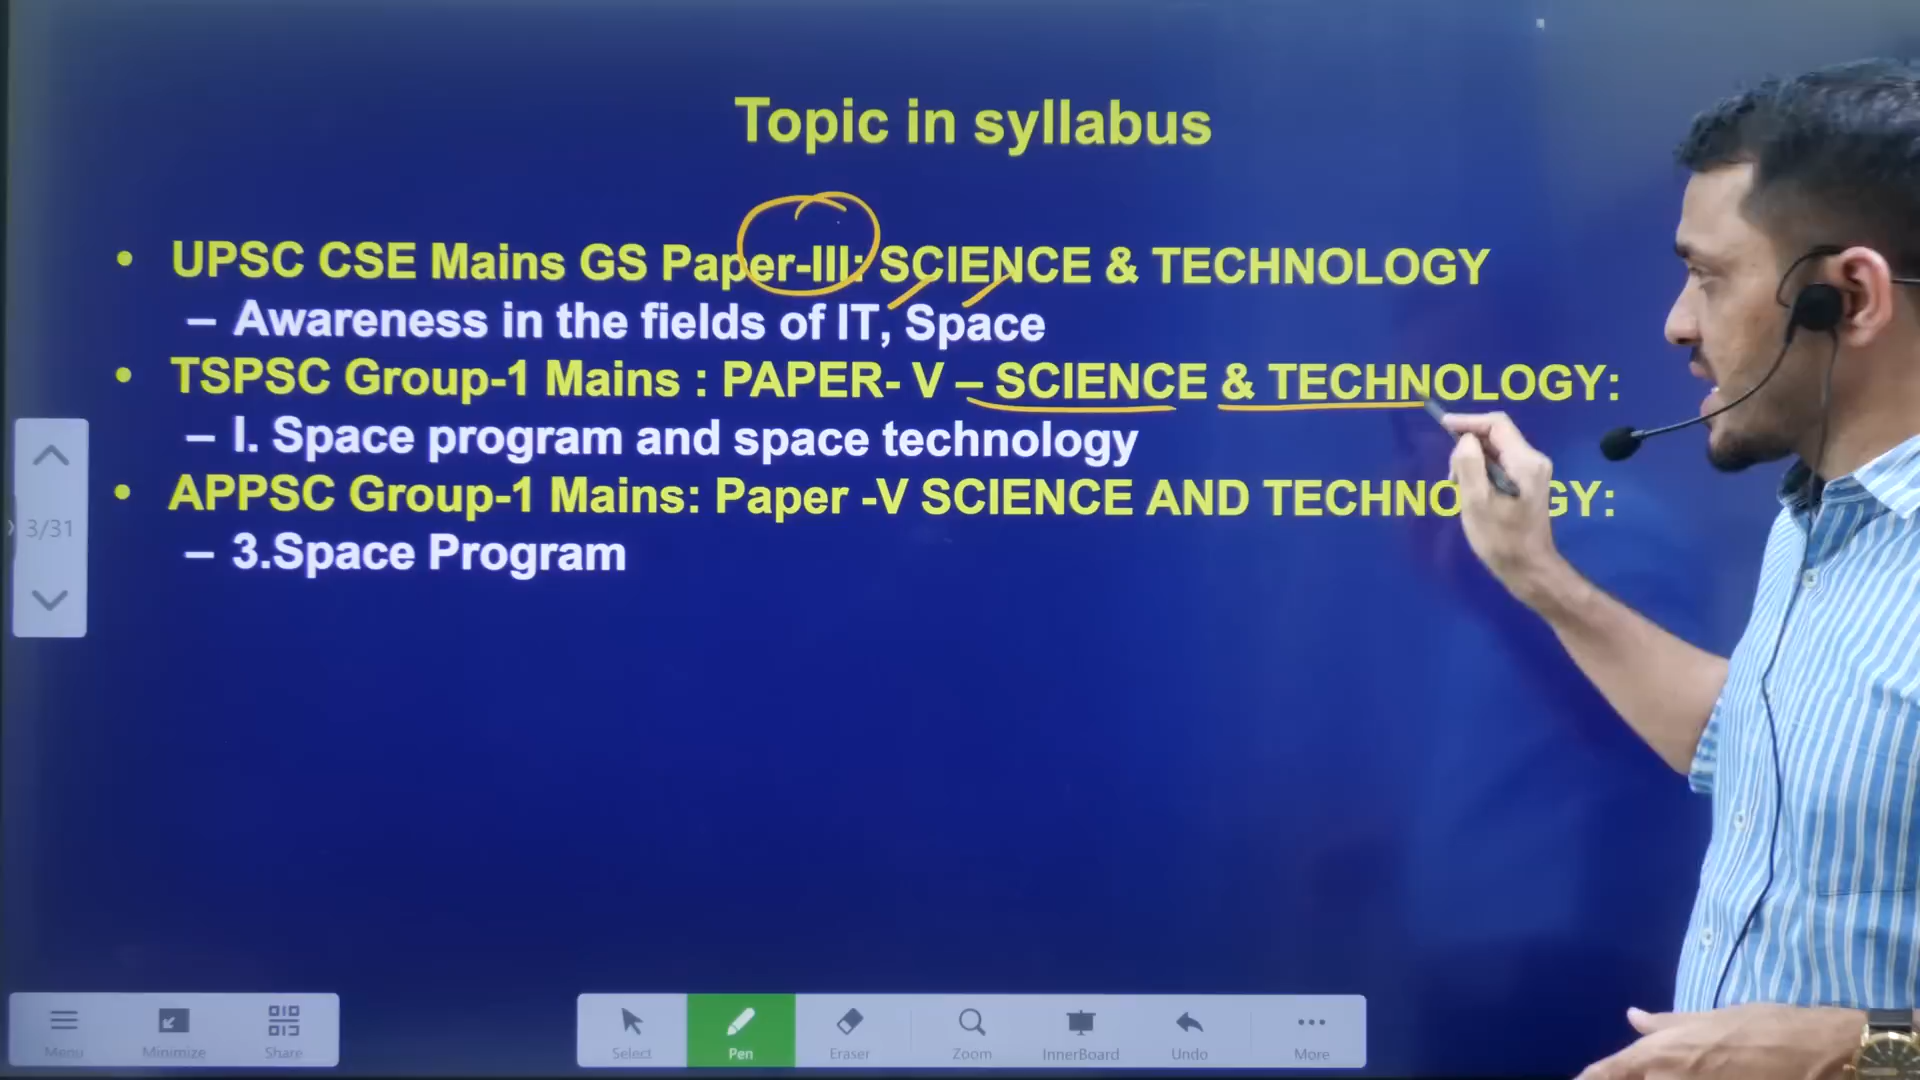 Topic in syllabus
• UPSC CSE Mains GS Paper-III: SCIENCE & TECHNOLOGY
– Awareness in the fields of IT, Space
• TSPSC Group-1 Mains : PAPER- V – SCIENCE & TECHNOLOGY:
– I. Space program and space technology
• APPSC Group-1 Mains: Paper -V SCIENCE AND TECHNO GY:
– 3.Space Program
3/31
Menu Minimize Share Select Pen Eraser Zoom InnerBoard Undo More